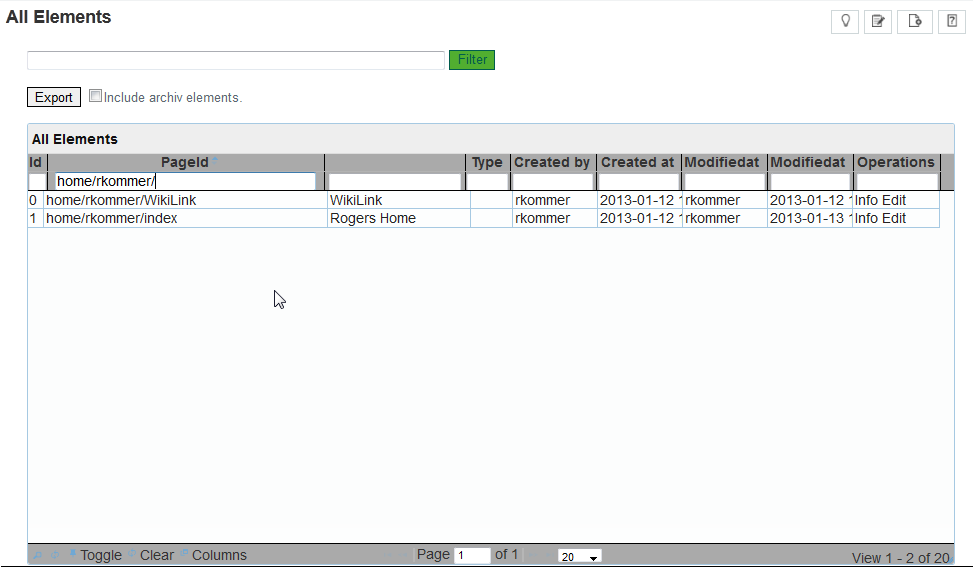 All Elements
Filter
Export Include archiv elements.
All Elements
Id PageId Type Created by Created at Modifiedat Modifiedat Operations
home/rkommer/
0 home/rkommer/WikiLink WikiLink rkommer 2013-01-12 rkommer 2013-01-12 Info Edit
1 home/rkommer/index Rogers Home rkommer 2013-01-12 rkommer 2013-01-13 Info Edit
Toggle Clear Columns Page 1 of 1 20 View 1 - 2 of 20